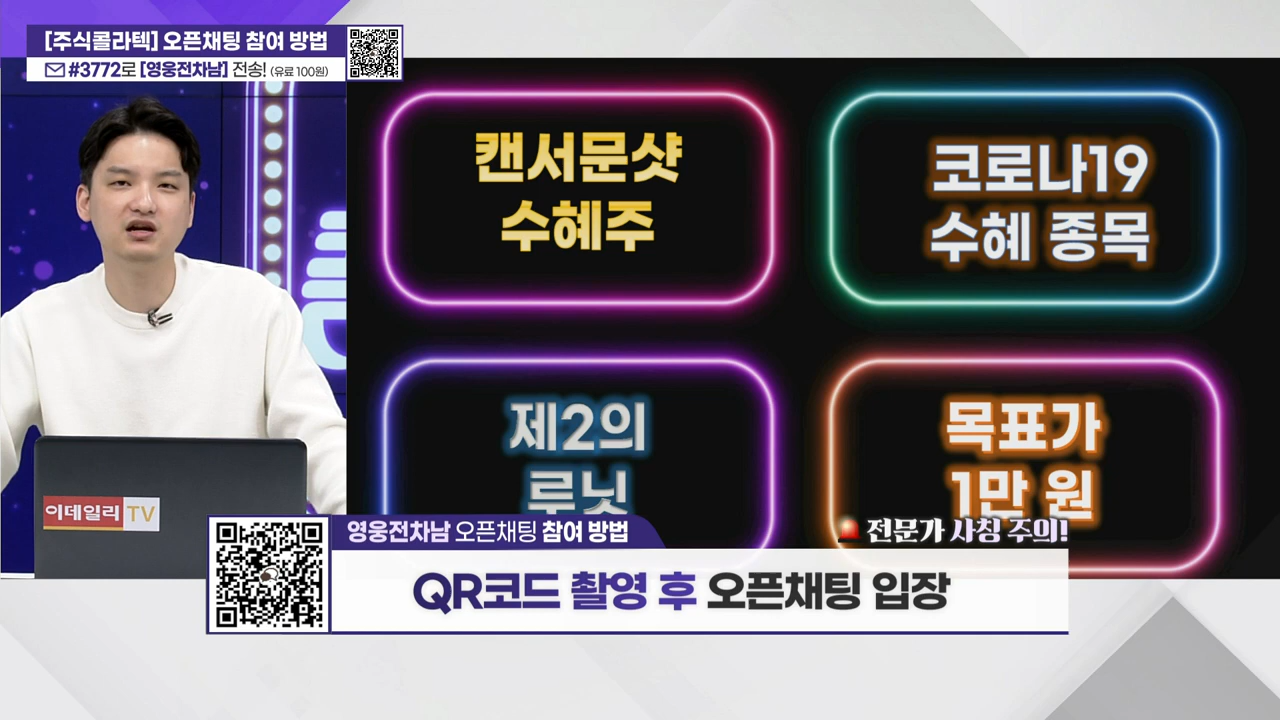 [주식콜라텍] 오픈채팅 참여 방법
#3772로 [영웅전차남] 전송! (유료 100원)
캔서문샷
수혜주
코로나19
수혜 종목
제2의
루닛
목표가
1만 원
이데일리TV
영웅전차남 오픈채팅 참여 방법
전문가 사칭 주의!
QR코드 촬영 후 오픈채팅 입장